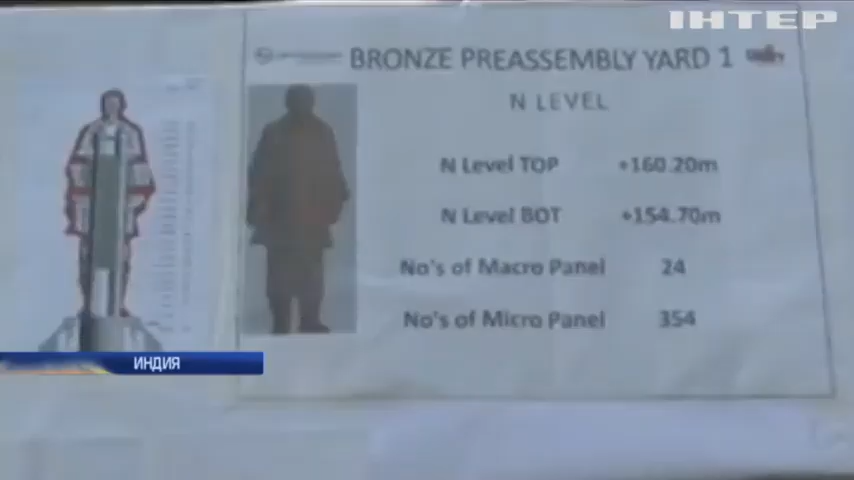 ІНТЕР
BRONZE PREASSEMBLY YARD 1
N LEVEL
N Level TOP +160.20m
N Level BOT +154.70m
No's of Macro Panel 24
No's of Micro Panel 354
ИНДИЯ